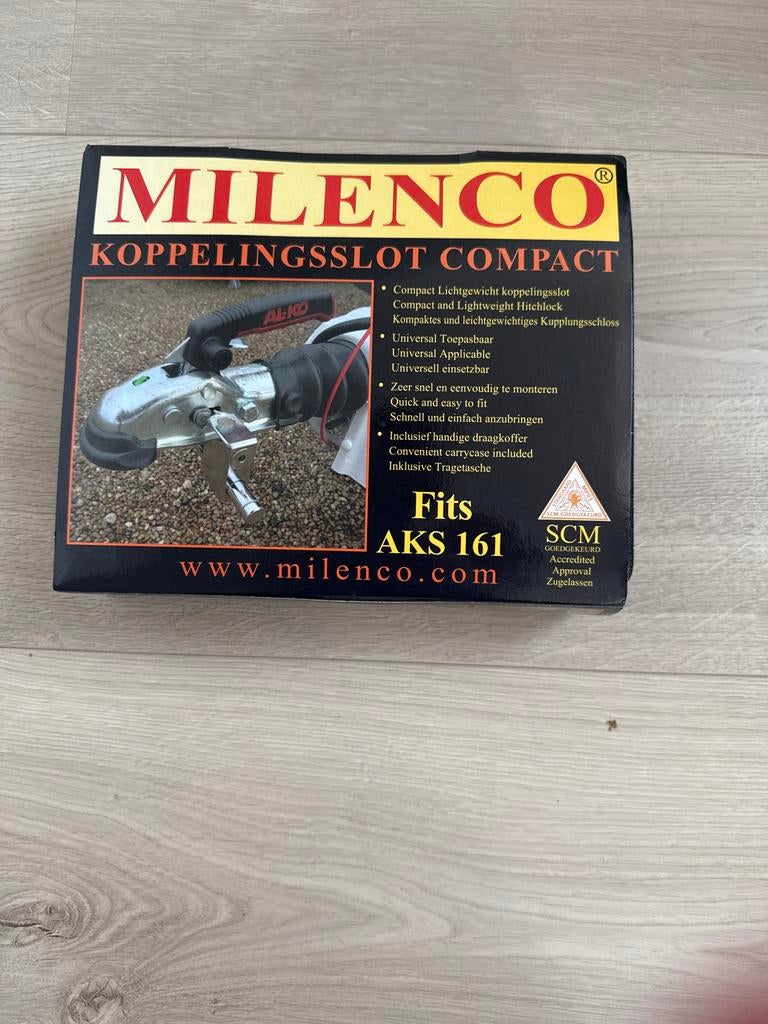 MILENCO®
KOPPELINGSSLOT COMPACT
AL-KO
• Compact Lichtgewicht koppelingsslot
Compact and Lightweight Hitchlock
Kompaktes und leichtgewichtiges Kupplungsschloss
• Universal Toepasbaar
Universal Applicable
Universell einsetzbar
• Zeer snel en eenvoudig te monteren
Quick and easy to fit
Schnell und einfach anzubringen
• Inclusief handige draagkoffer
Convenient carrycase included
Inklusive Tragetasche
Fits
AKS 161
SCM GOEDGEKEURD
SCM
GOEDGEKEURD
Accredited
Approval
Zugelassen
www.milenco.com